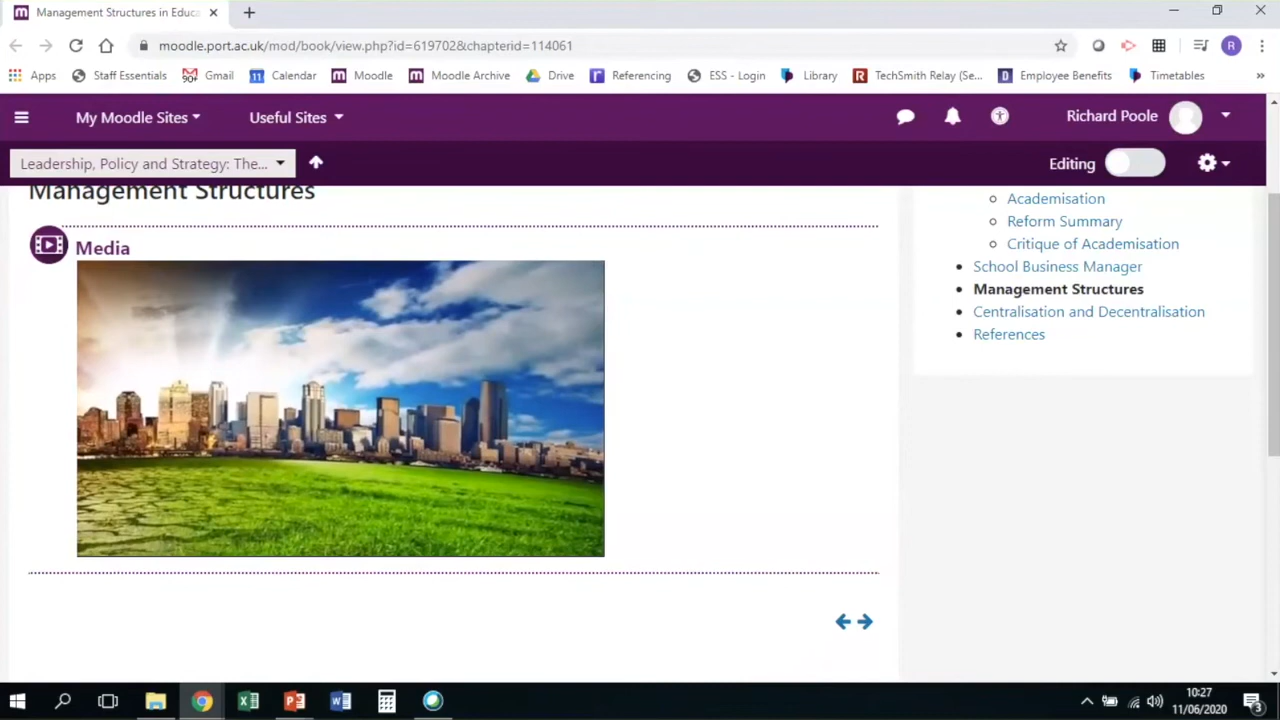 Management Structures in Educa
moodle.port.ac.uk/mod/book/view.php?id=619702&chapterid=114061
R
Apps Staff Essentials 90+ Gmail 11 Calendar Moodle Moodle Archive Drive Referencing ESS - Login Library TechSmith Relay (Se... Employee Benefits Timetables »
My Moodle Sites Useful Sites Richard Poole
Leadership, Policy and Strategy: The... Editing
Management Structures
Media
Academisation
Reform Summary
Critique of Academisation
School Business Manager
Management Structures
Centralisation and Decentralisation
References
10:27
11/06/2020
3